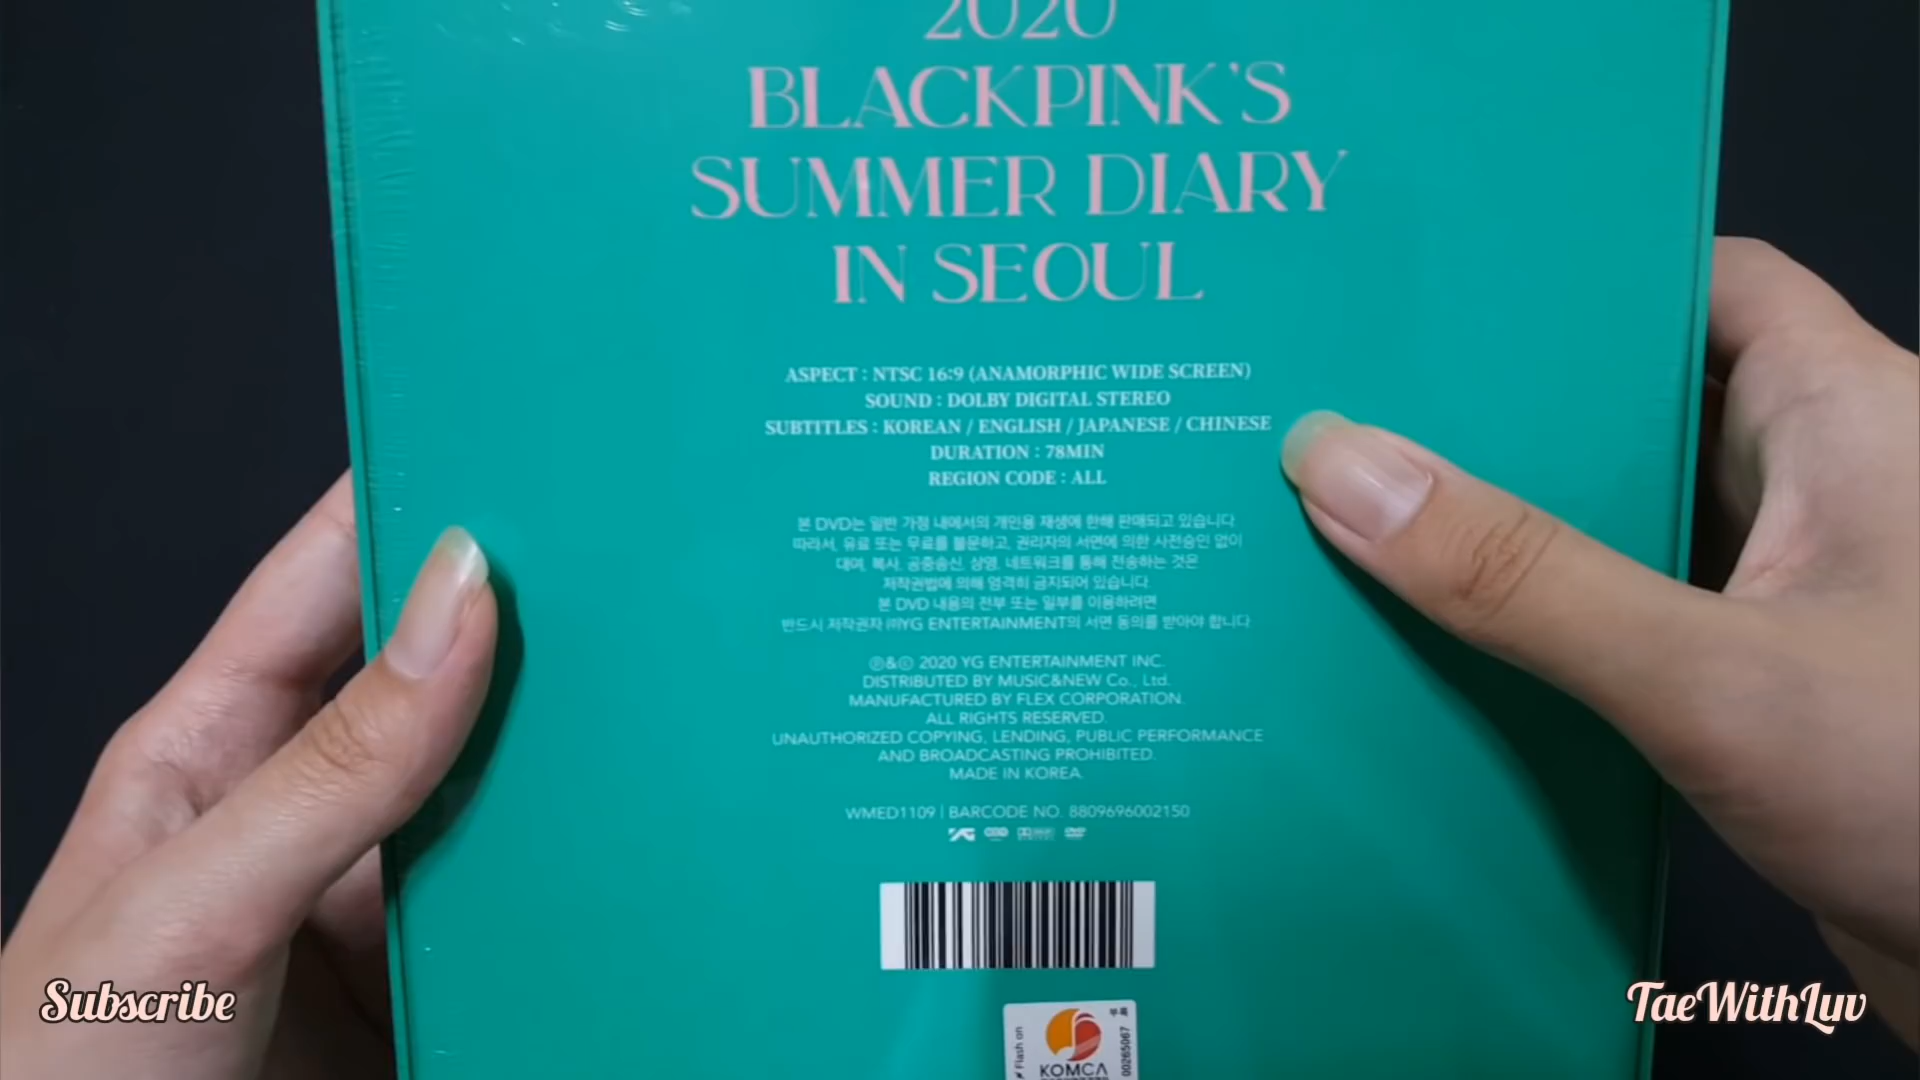 2020
BLACKPINK'S
SUMMER DIARY
IN SEOUL
ASPECT : NTSC 16:9 (ANAMORPHIC WIDE SCREEN)
SOUND : DOLBY DIGITAL STEREO
SUBTITLES : KOREAN / ENGLISH / JAPANESE / CHINESE
DURATION : 78MIN
REGION CODE : ALL
본 DVD는 일반 가정 내에서의 개인용 재생에 한해 판매되고 있습니다.
따라서, 유료 또는 무료를 불문하고, 권리자의 서면에 의한 사전승인 없이
대여, 복사, 공중송신, 상영, 네트워크를 통해 전송하는 것은
저작권법에 의해 엄격히 금지되어 있습니다.
본 DVD 내용의 전부 또는 일부를 이용하려면
반드시 저작권자 ㈜YG ENTERTAINMENT의 서면 동의를 받아야 합니다.
℗&© 2020 YG ENTERTAINMENT INC.
DISTRIBUTED BY MUSIC&NEW Co., Ltd.
MANUFACTURED BY FLEX CORPORATION.
ALL RIGHTS RESERVED.
UNAUTHORIZED COPYING, LENDING, PUBLIC PERFORMANCE
AND BROADCASTING PROHIBITED.
MADE IN KOREA.
WMED1109 | BARCODE NO. 8809696002150
YG
Flash on
KOMCA
부록
00265067
Subscribe
TaeWithLuv